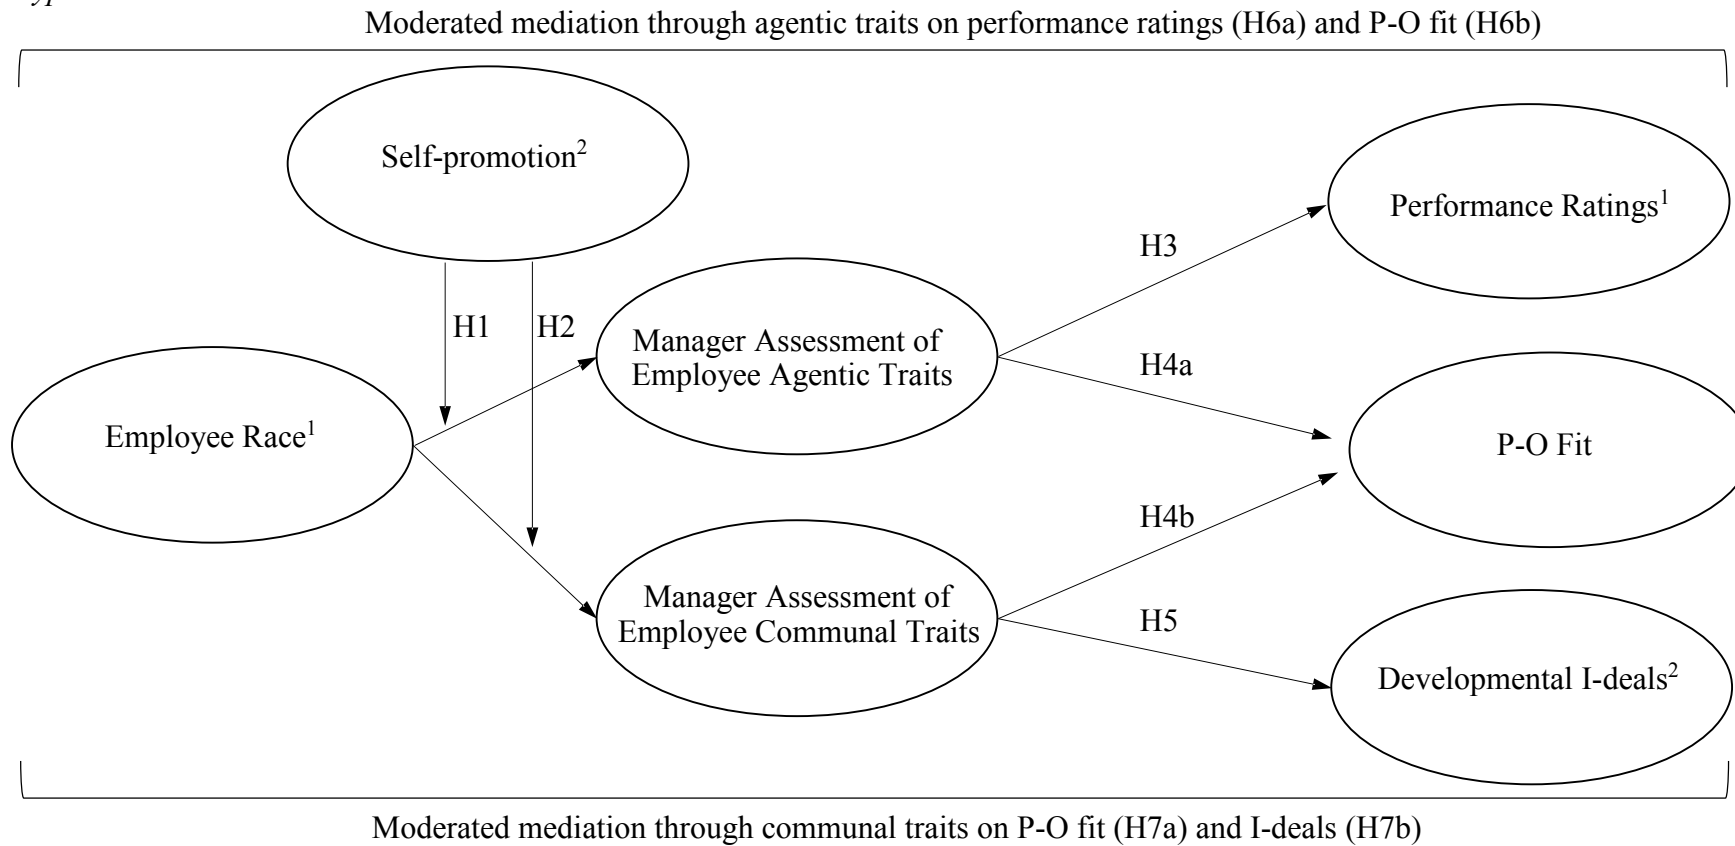 Moderated mediation through agentic traits on performance ratings (H6a) and P-O fit (H6b)
Self-promotion²
Performance Ratings¹
H3
H1
H2
Manager Assessment of
Employee Agentic Traits
H4a
Employee Race¹
P-O Fit
H4b
Manager Assessment of
Employee Communal Traits
H5
Developmental I-deals²
Moderated mediation through communal traits on P-O fit (H7a) and I-deals (H7b)